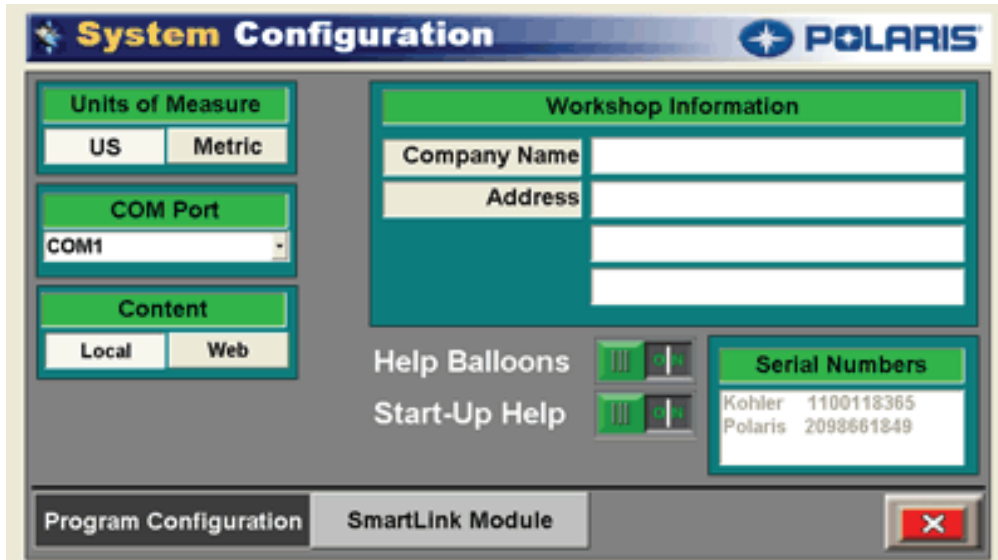 System Configuration
POLARIS
Units of Measure
US Metric
COM Port
COM1
Content
Local Web
Workshop Information
Company Name
Address
Help Balloons ON
Start-Up Help ON
Serial Numbers
Kohler 1100118365
Polaris 2098661849
Program Configuration
SmartLink Module